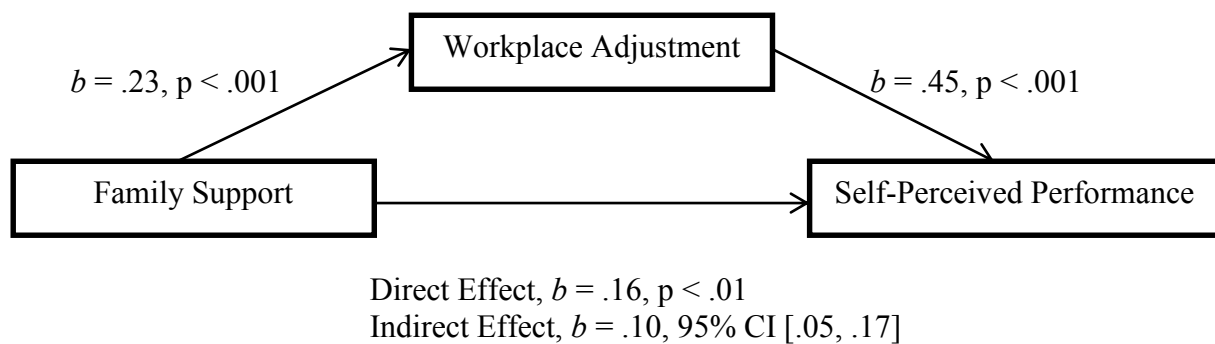 Workplace Adjustment
b = .23, p < .001
b = .45, p < .001
Family Support
Self-Perceived Performance
Direct Effect, b = .16, p < .01
Indirect Effect, b = .10, 95% CI [.05, .17]